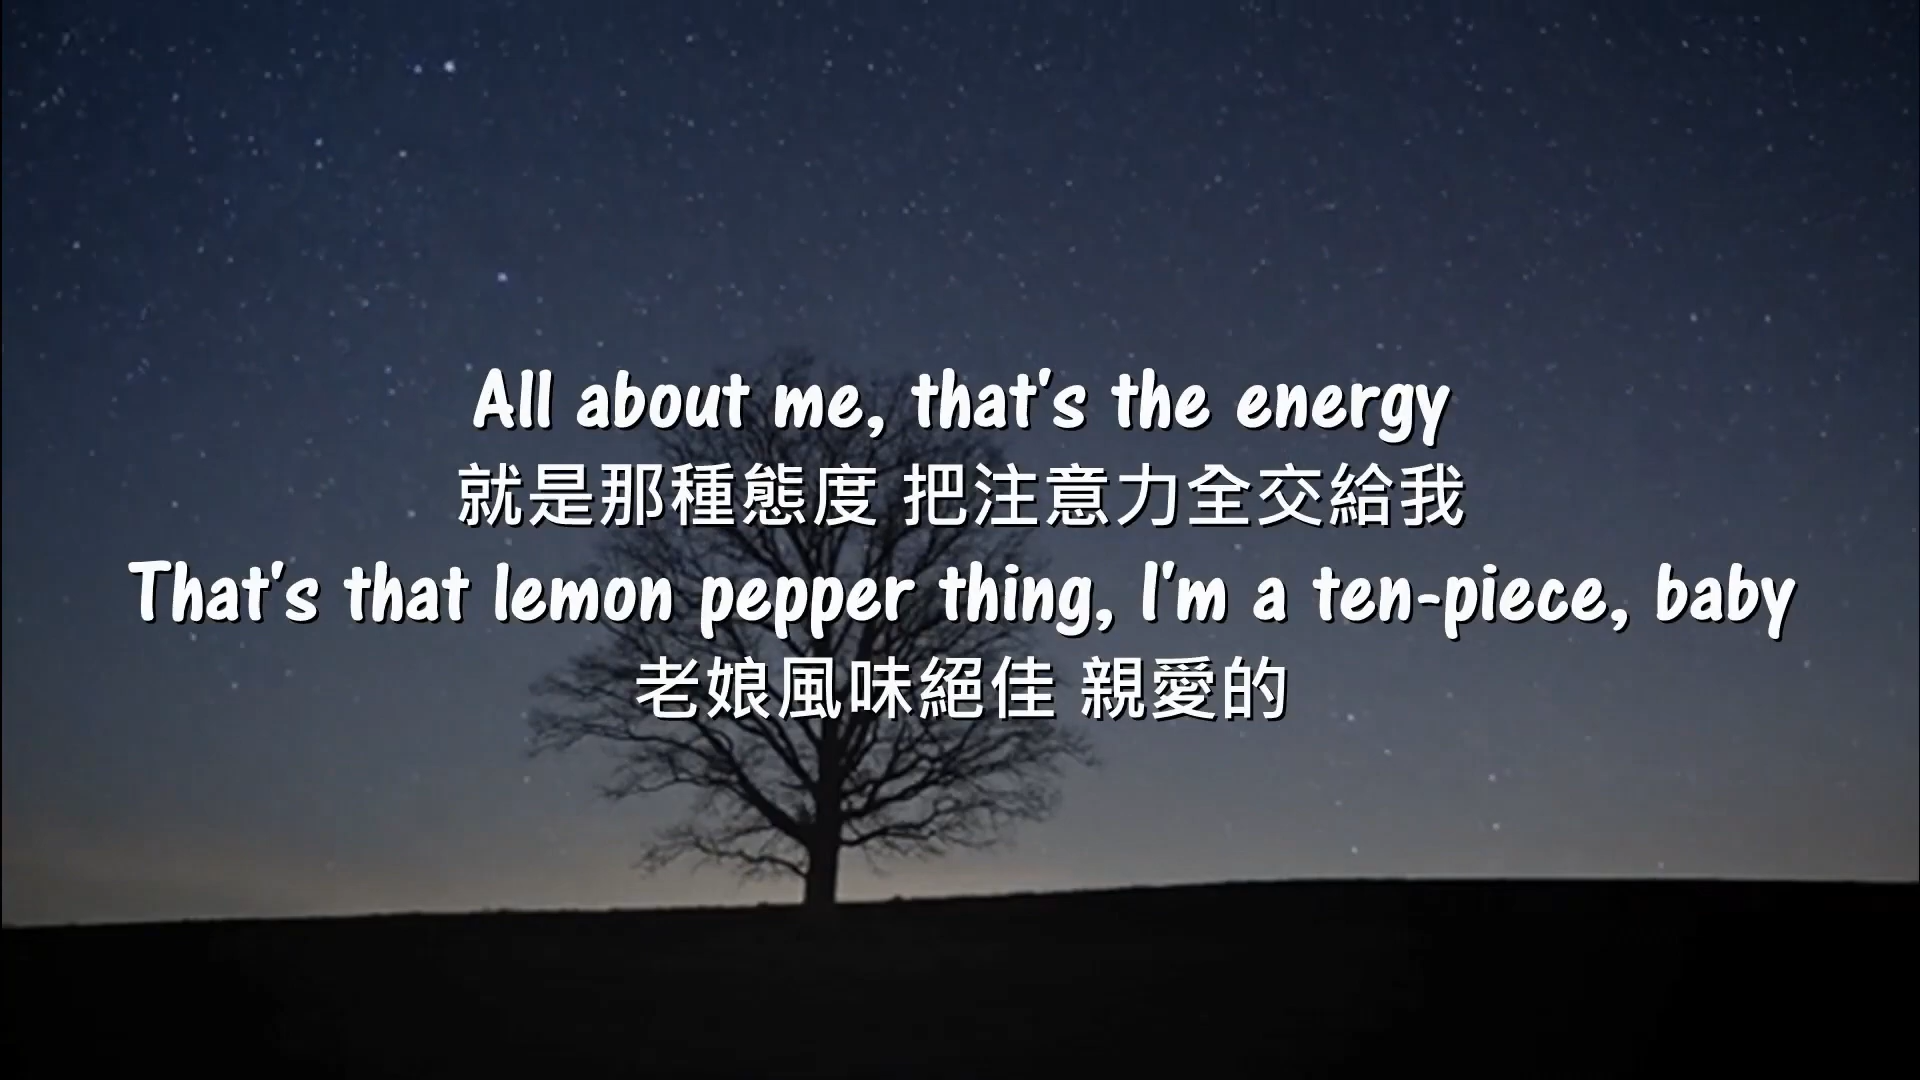 All about me, that's the energy
就是那種態度 把注意力全交給我
That's that lemon pepper thing, I'm a ten-piece, baby
老娘風味絕佳 親愛的